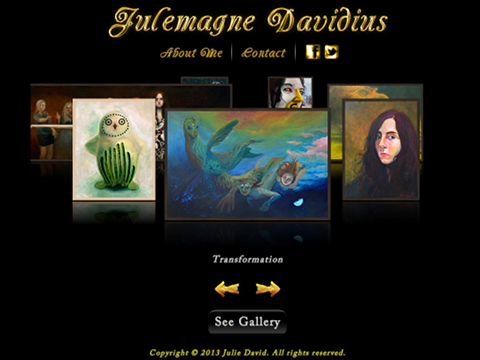 Julemagne Davidius
About Me Contact
Transformation
See Gallery
Copyright © 2013 Julie David. All rights reserved.